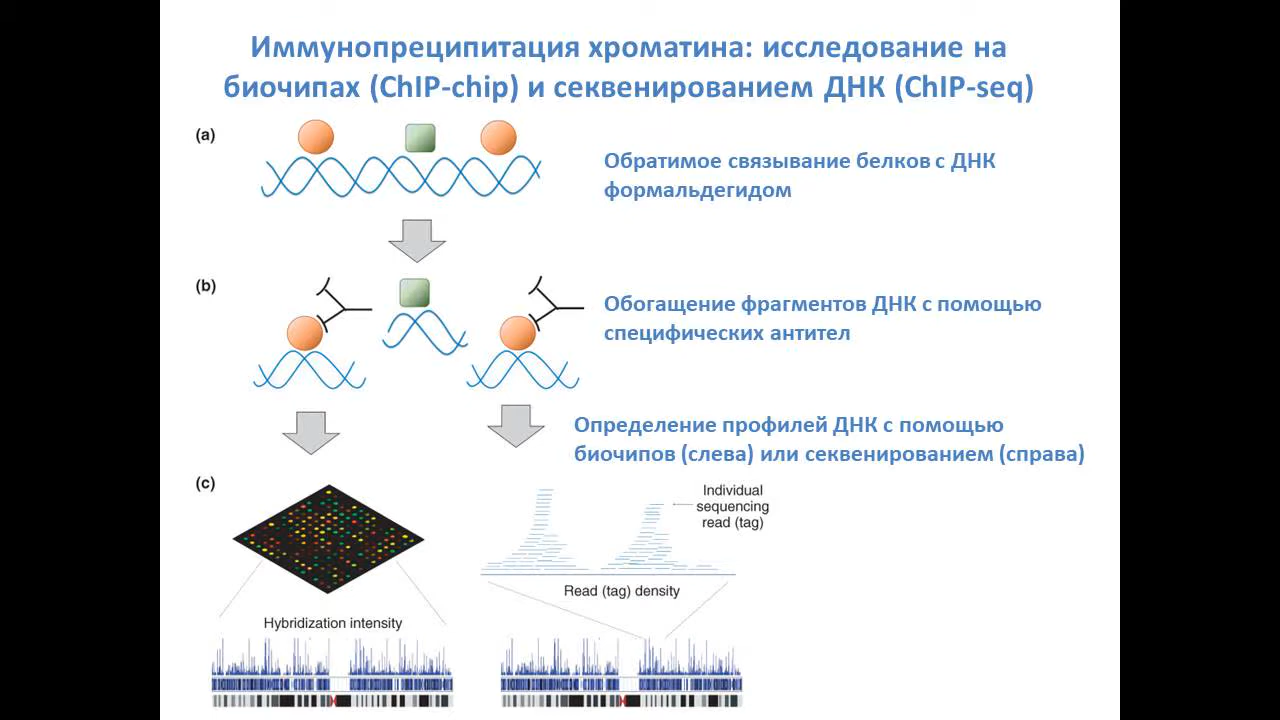 Иммунопреципитация хроматина: исследование на
биочипах (ChIP-chip) и секвенированием ДНК (ChIP-seq)
(a)
Обратимое связывание белков с ДНК
формальдегидом
(b)
Обогащение фрагментов ДНК с помощью
специфических антител
Определение профилей ДНК с помощью
биочипов (слева) или секвенированием (справа)
(c)
Individual
sequencing
read (tag)
Read (tag) density
Hybridization intensity